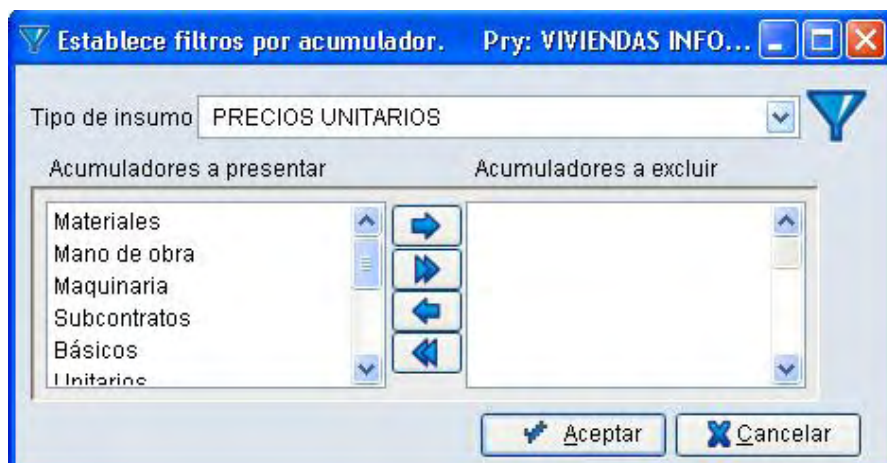 Establece filtros por acumulador. Pry: VIVIENDAS INFO...
Tipo de insumo PRECIOS UNITARIOS
Acumuladores a presentar Acumuladores a excluir
Materiales
Mano de obra
Maquinaria
Subcontratos
Básicos
Unitarios
Aceptar Cancelar